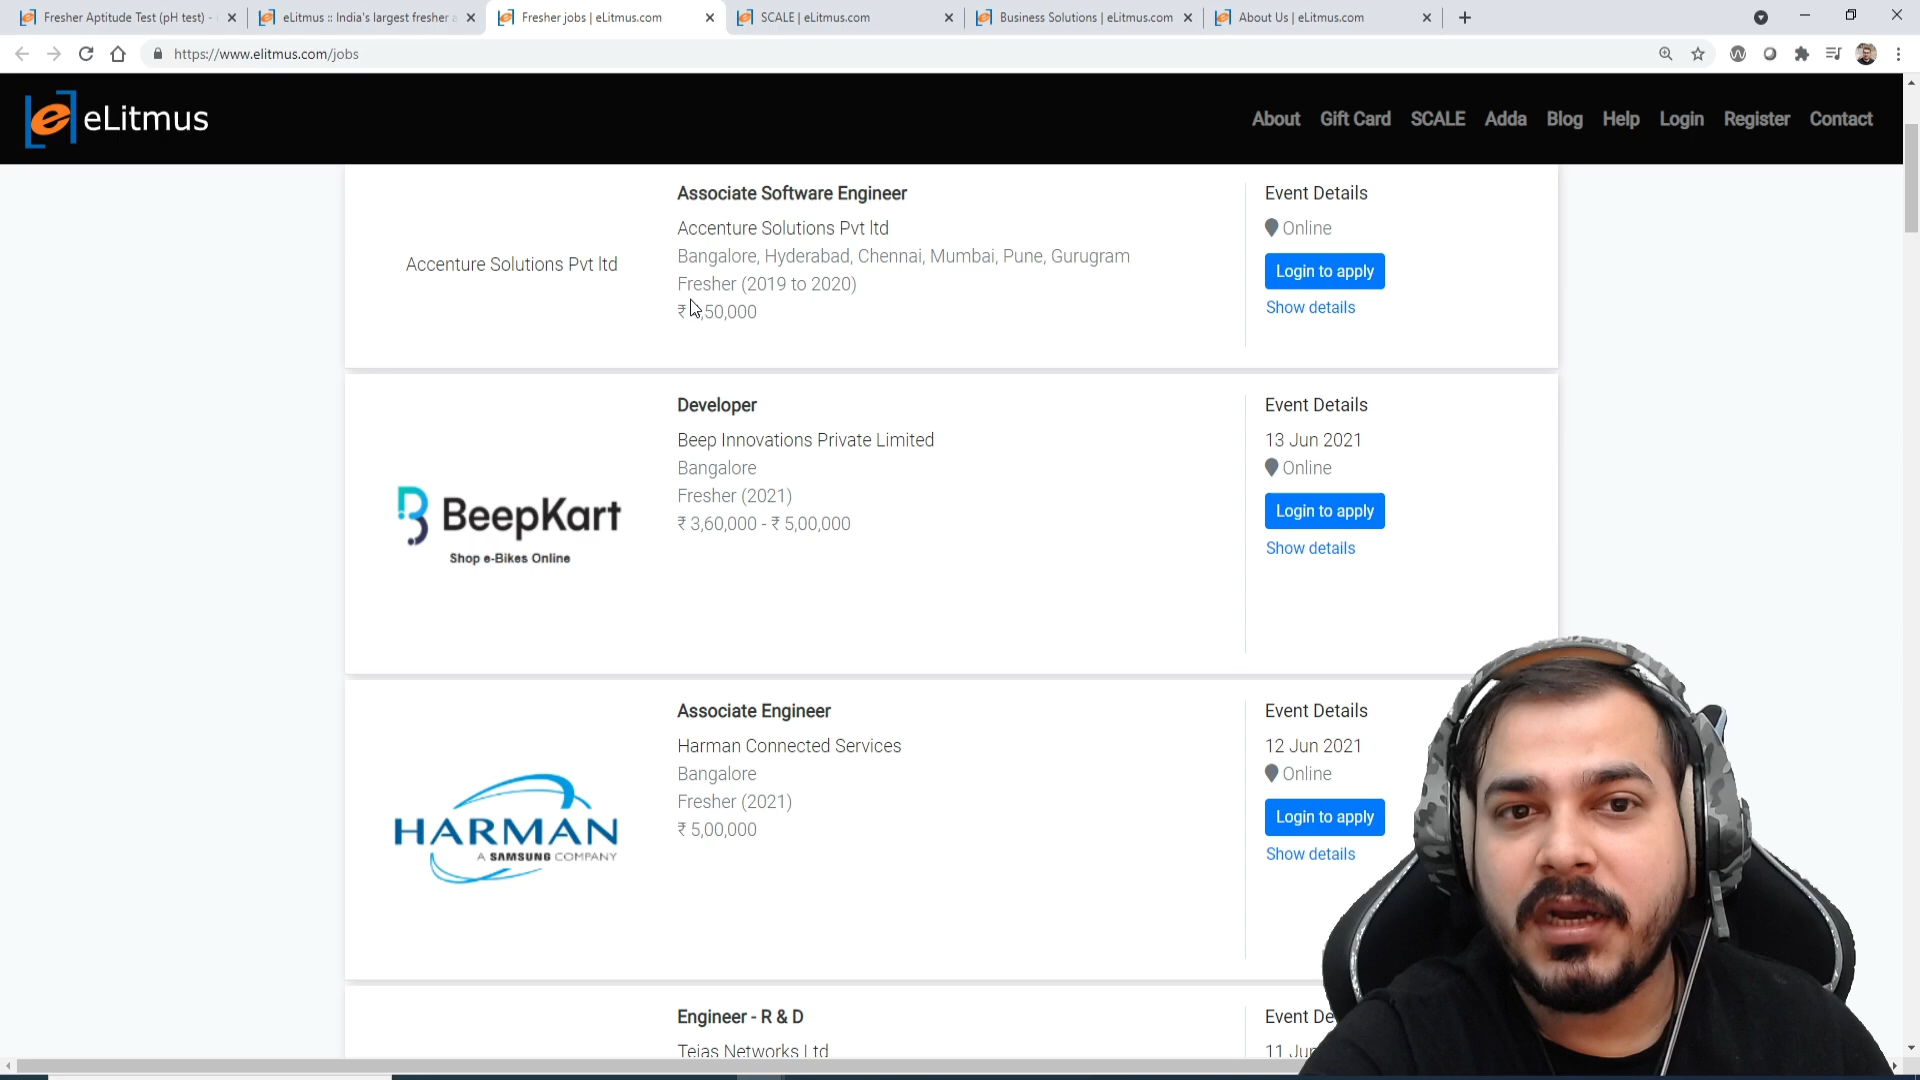 Fresher Aptitude Test (pH test) -
eLitmus :: India's largest fresher a
Fresher jobs | eLitmus.com
SCALE | eLitmus.com
Business Solutions | eLitmus.com
About Us | eLitmus.com
https://www.elitmus.com/jobs
eLitmus
About
Gift Card
SCALE
Adda
Blog
Help
Login
Register
Contact
Accenture Solutions Pvt ltd
Associate Software Engineer
Accenture Solutions Pvt ltd
Bangalore, Hyderabad, Chennai, Mumbai, Pune, Gurugram
Fresher (2019 to 2020)
Event Details
Online
Login to apply
Show details
BeepKart
Shop e-Bikes Online
Developer
Beep Innovations Private Limited
Bangalore
Fresher (2021)
₹ 3,60,000 - ₹ 5,00,000
Event Details
13 Jun 2021
Online
Login to apply
Show details
HARMAN
A SAMSUNG COMPANY
Associate Engineer
Harman Connected Services
Bangalore
Fresher (2021)
₹ 5,00,000
Event Details
12 Jun 2021
Online
Login to apply
Show details
Engineer - R & D
Tejas Networks Ltd
Event De
11 Jun